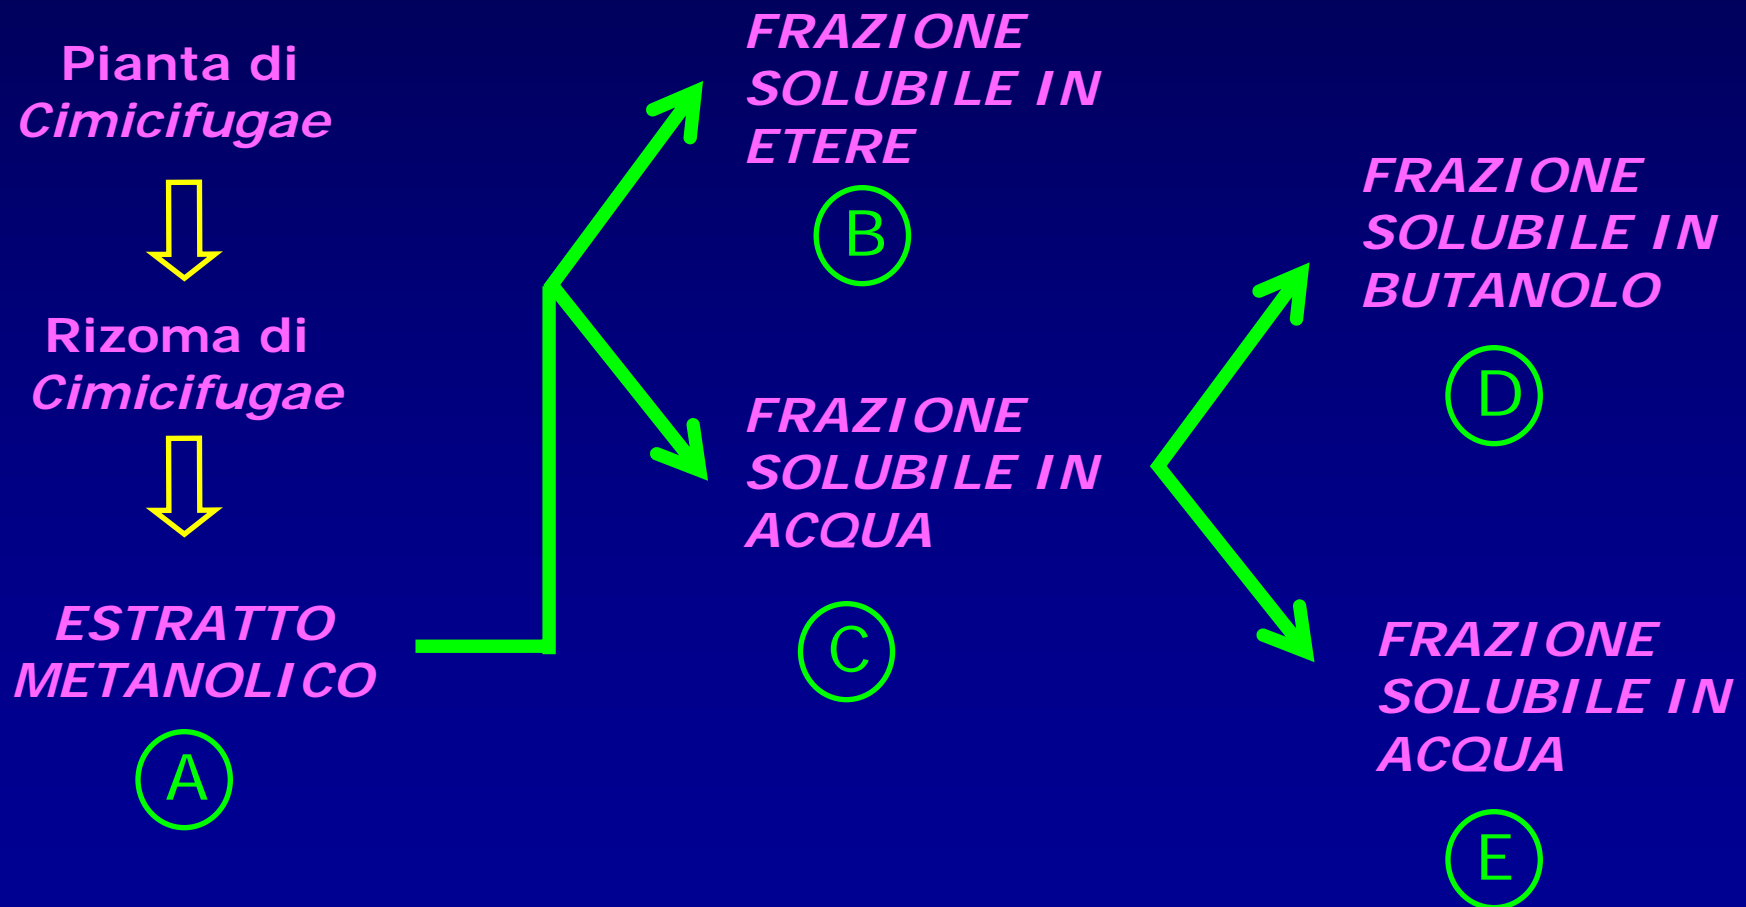 Pianta di
Cimicifugae
Rizoma di
Cimicifugae
ESTRATTO
METANOLICO
A
FRAZIONE
SOLUBILE IN
ETERE
B
FRAZIONE
SOLUBILE IN
ACQUA
C
FRAZIONE
SOLUBILE IN
BUTANOLO
D
FRAZIONE
SOLUBILE IN
ACQUA
E